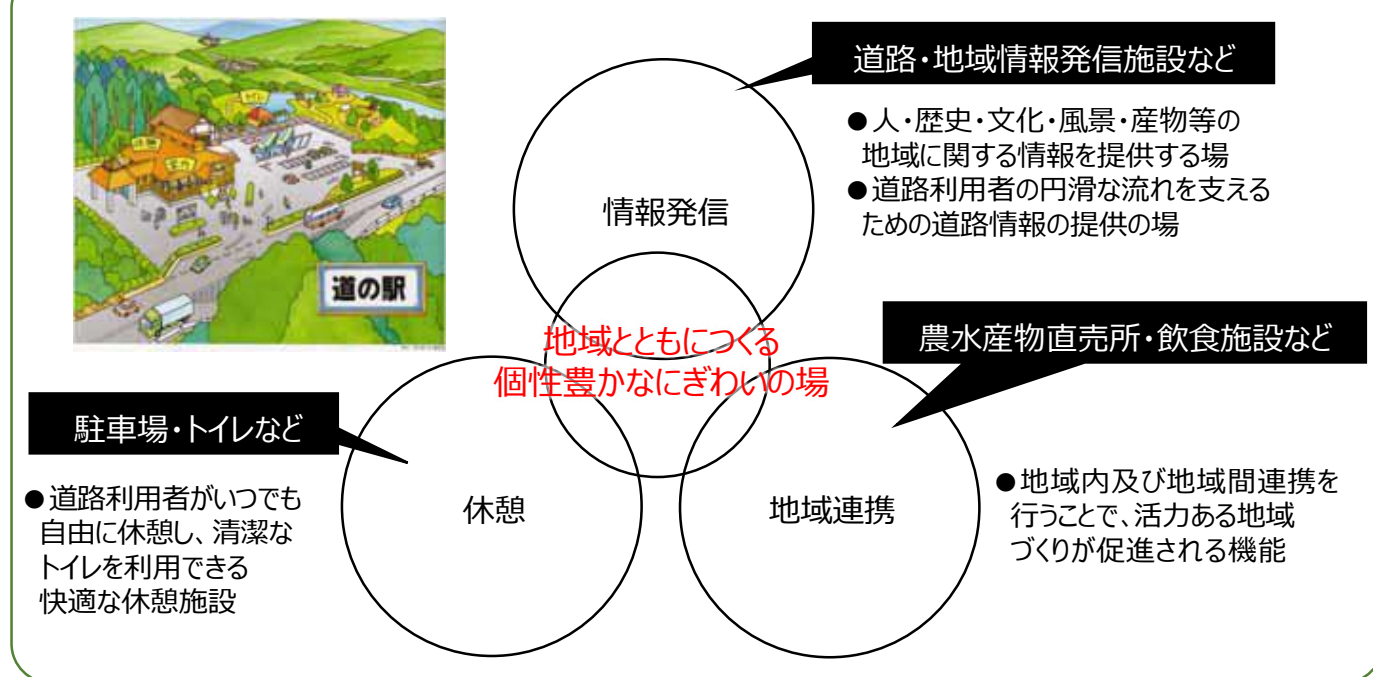 道の駅
道路・地域情報発信施設など
●人・歴史・文化・風景・産物等の
地域に関する情報を提供する場
●道路利用者の円滑な流れを支える
ための道路情報の提供の場
情報発信
地域とともにつくる
個性豊かなにぎわいの場
農水産物直売所・飲食施設など
●地域内及び地域間連携を
行うことで、活力ある地域
づくりが促進される機能
駐車場・トイレなど
●道路利用者がいつでも
自由に休憩し、清潔な
トイレを利用できる
快適な休憩施設
休憩
地域連携